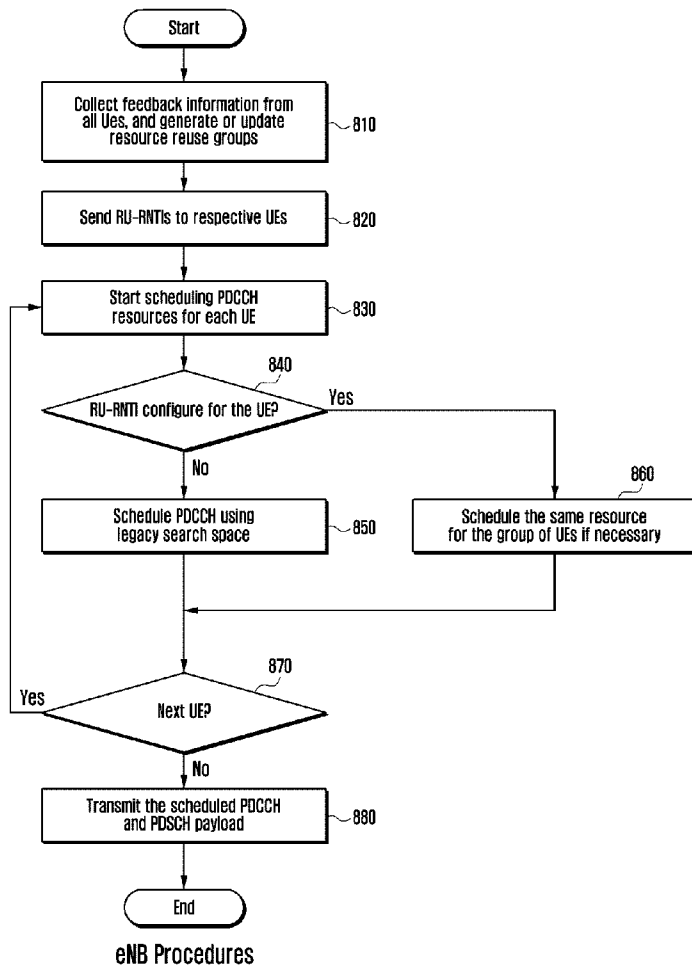 Start
Collect feedback information from
all Ues, and generate or update
resource reuse groups
810
Send RU-RNTIs to respective UEs
820
Start scheduling PDCCH
resources for each UE
830
840
RU-RNTI configure for the UE?
Yes
No
Schedule PDCCH using
legacy search space
850
860
Schedule the same resource
for the group of UEs if necessary
870
Yes
Next UE?
No
Transmit the scheduled PDCCH
and PDSCH payload
880
End
eNB Procedures